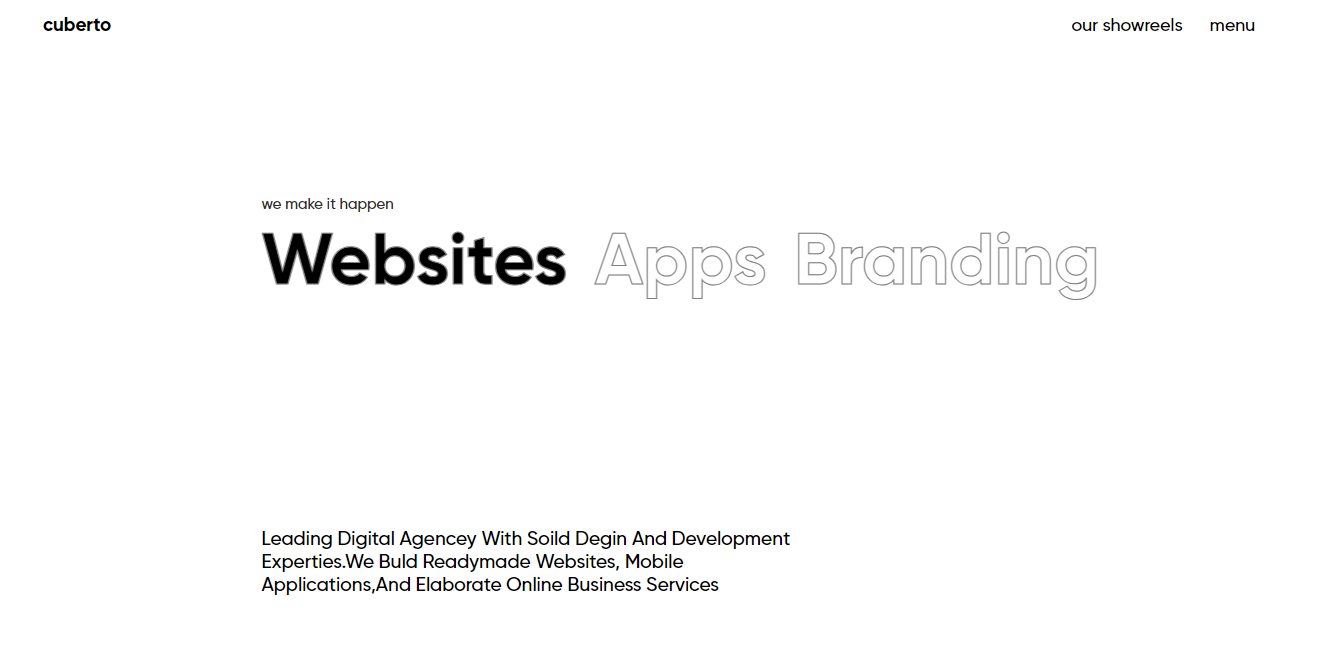 cuberto
our showreels menu
we make it happen
Websites Apps Branding
Leading Digital Agencey With Soild Degin And Development
Experties.We Buld Readymade Websites, Mobile
Applications,And Elaborate Online Business Services